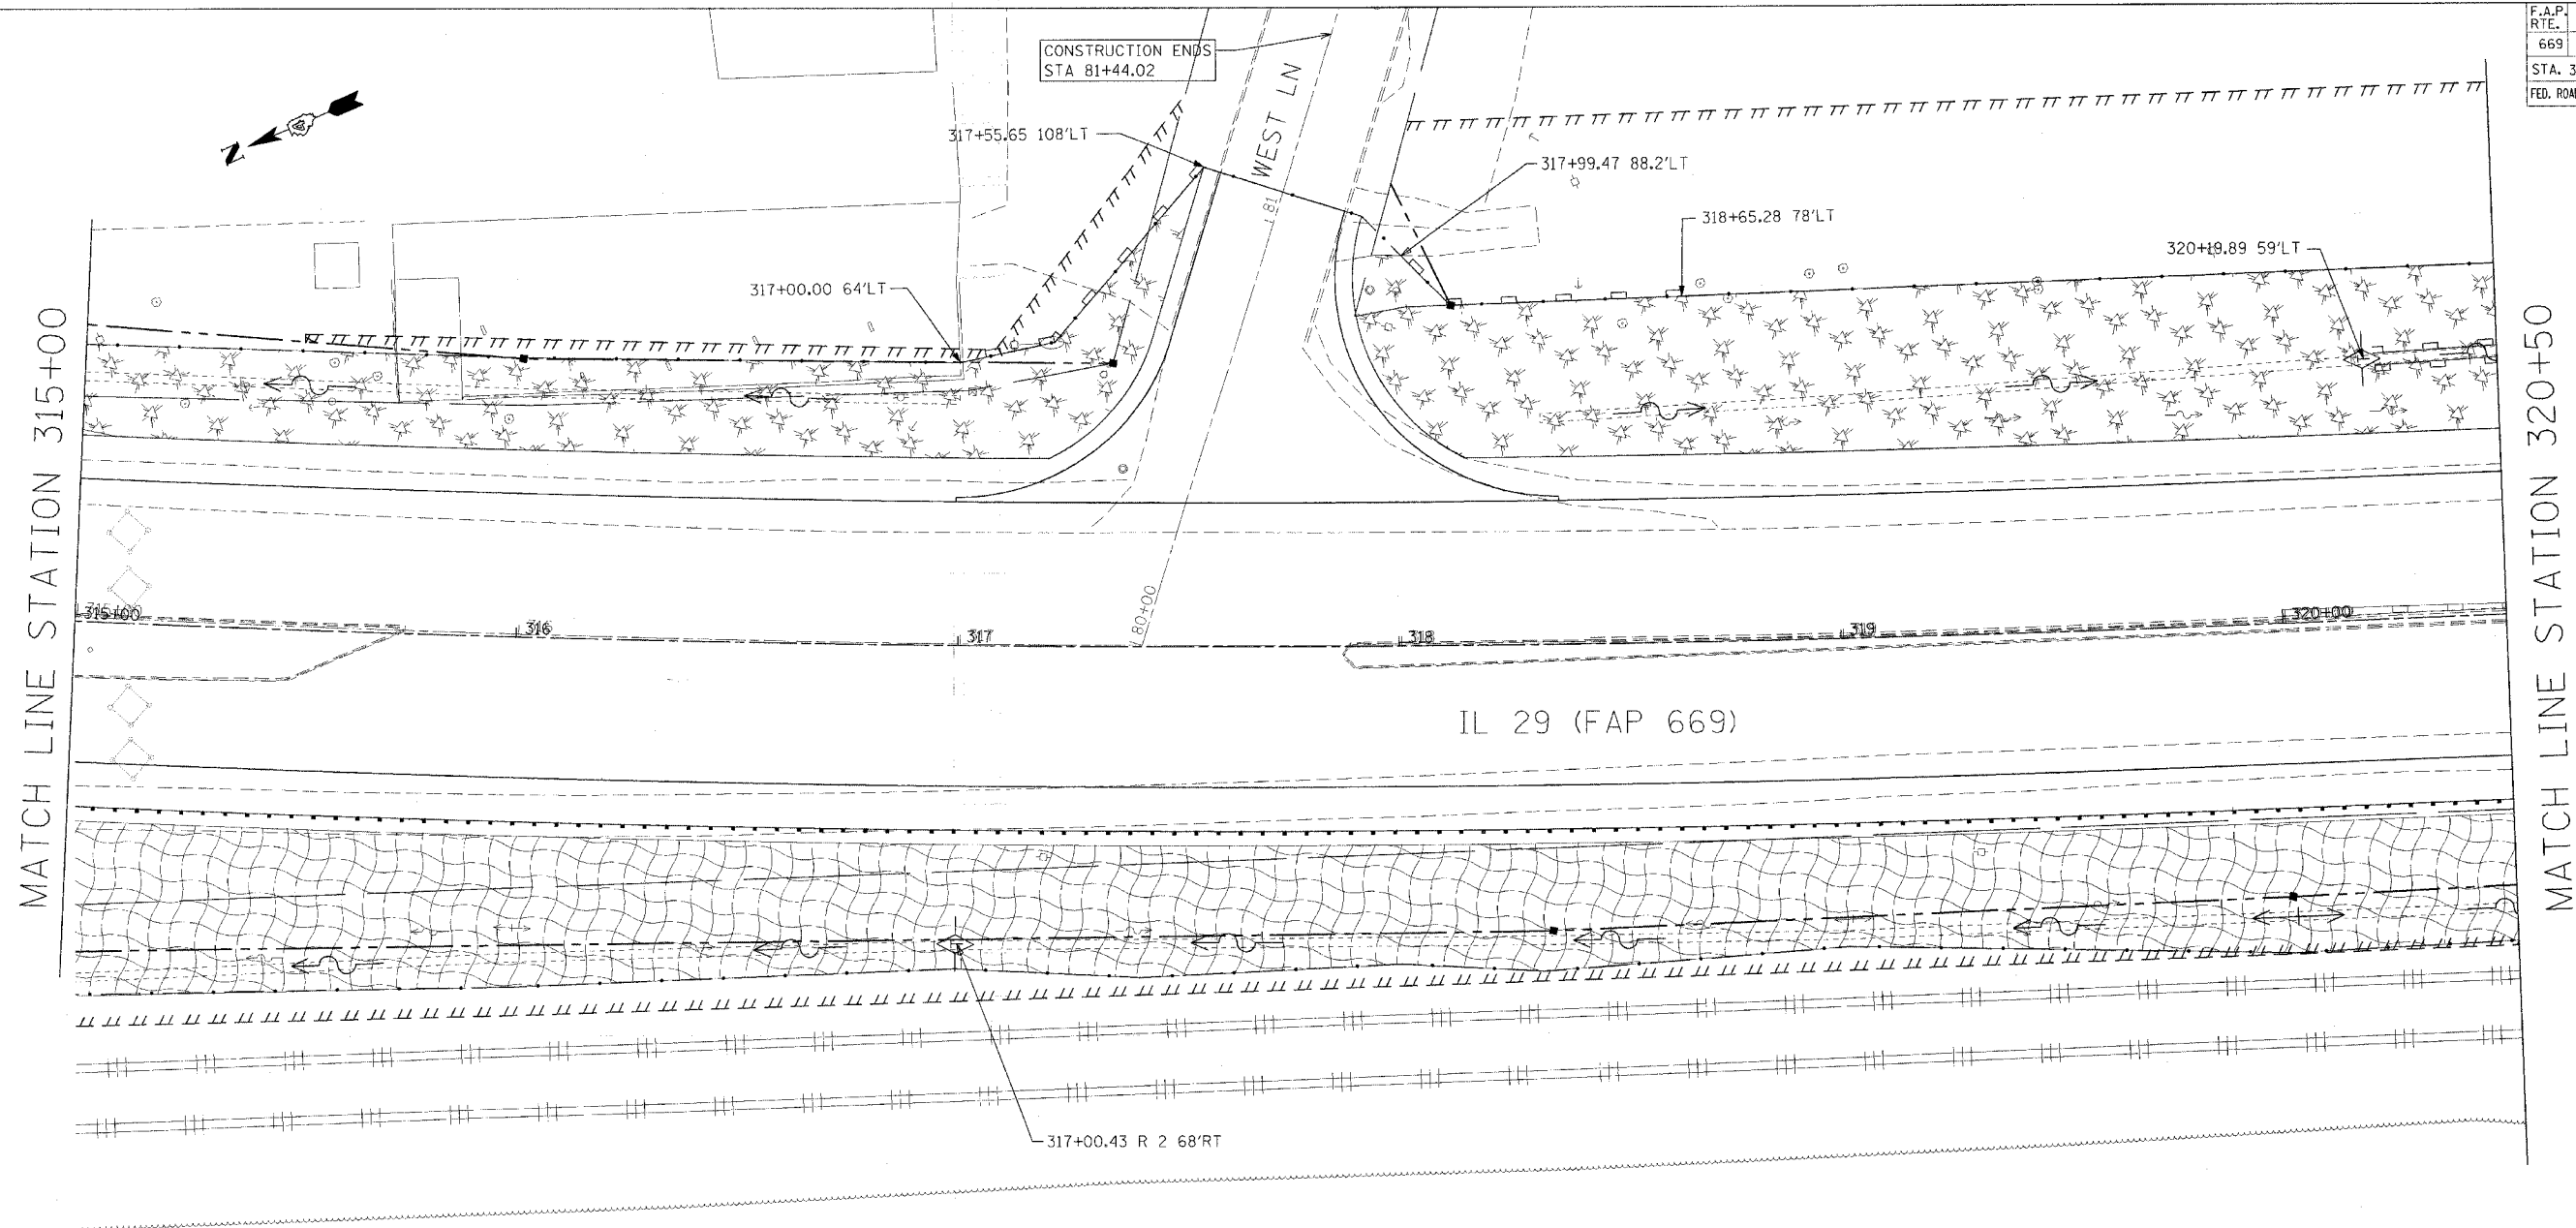 F.A.P.
RTE.
669
STA. 3
FED. ROA
CONSTRUCTION ENDS
STA 81+44.02
N
WEST LN
317+55.65 108'LT
317+99.47 88.2'LT
81
318+65.28 78'LT
320+19.89 59'LT
317+00.00 64'LT
MATCH LINE STATION 315+00
MATCH LINE STATION 320+50
80+00
315+00
316
317
318
319
320+00
IL 29 (FAP 669)
317+00.43 R 2 68'RT